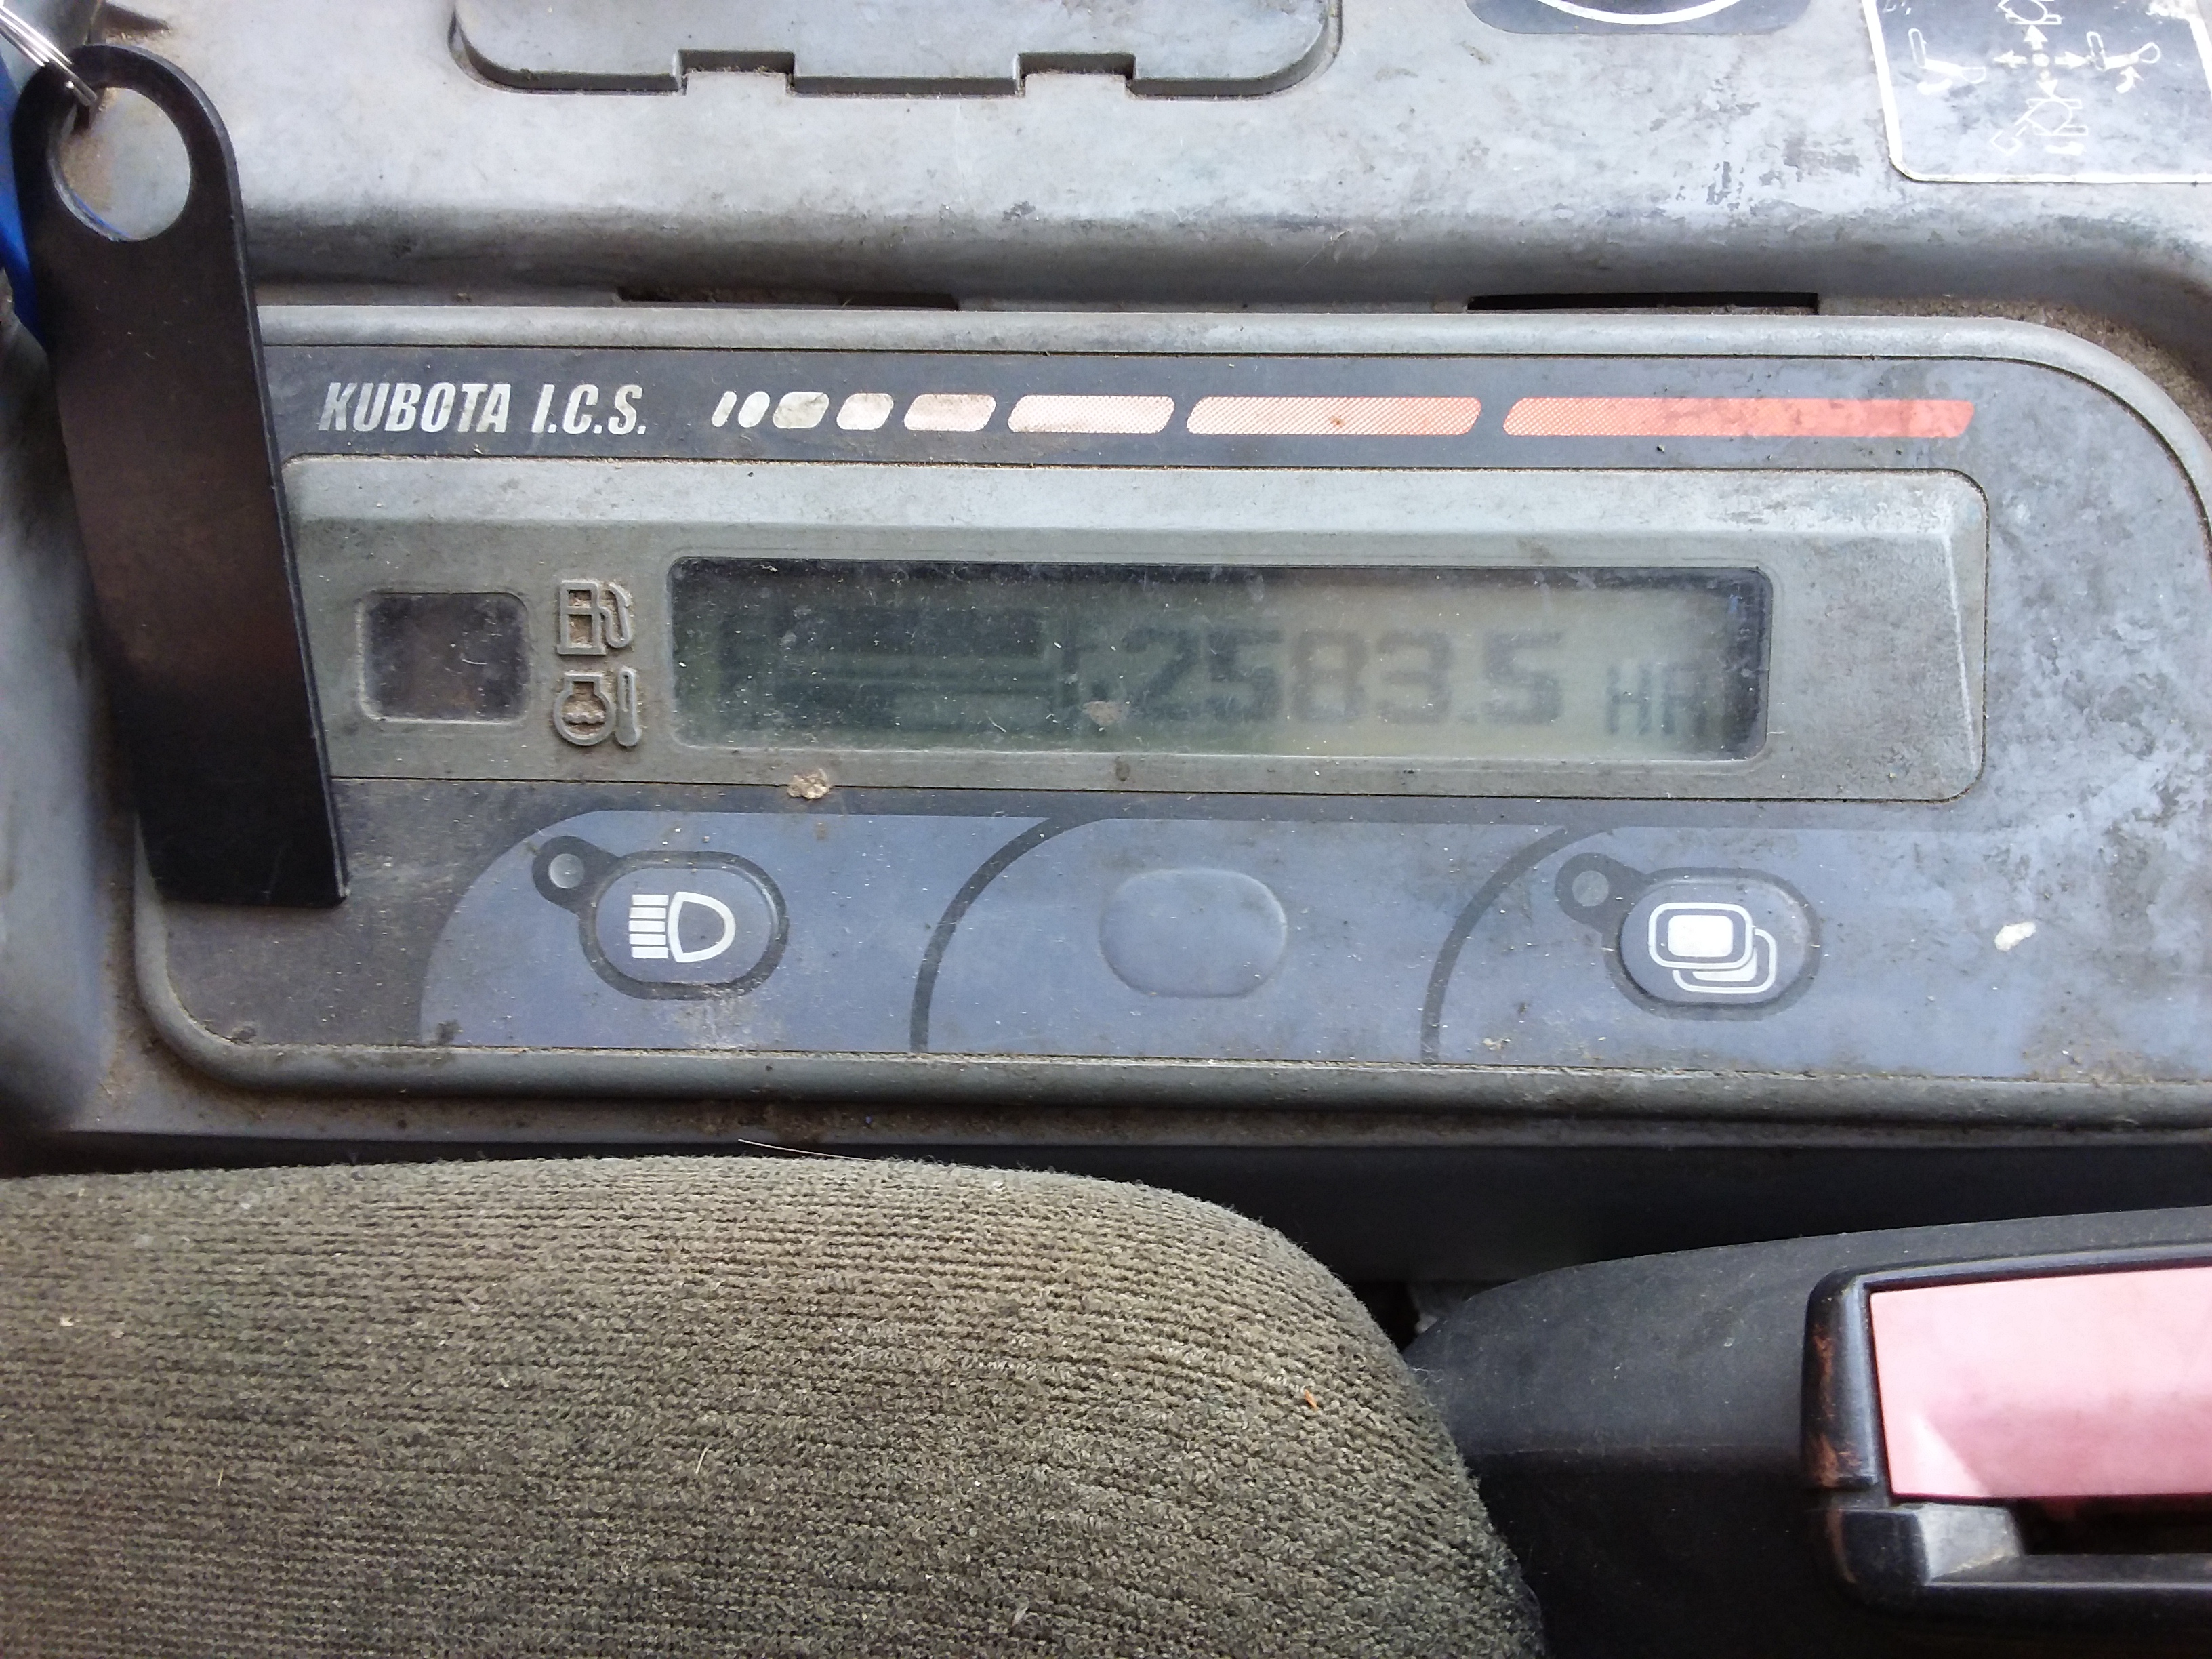 KUBOTA I.C.S.
2583.5 HR